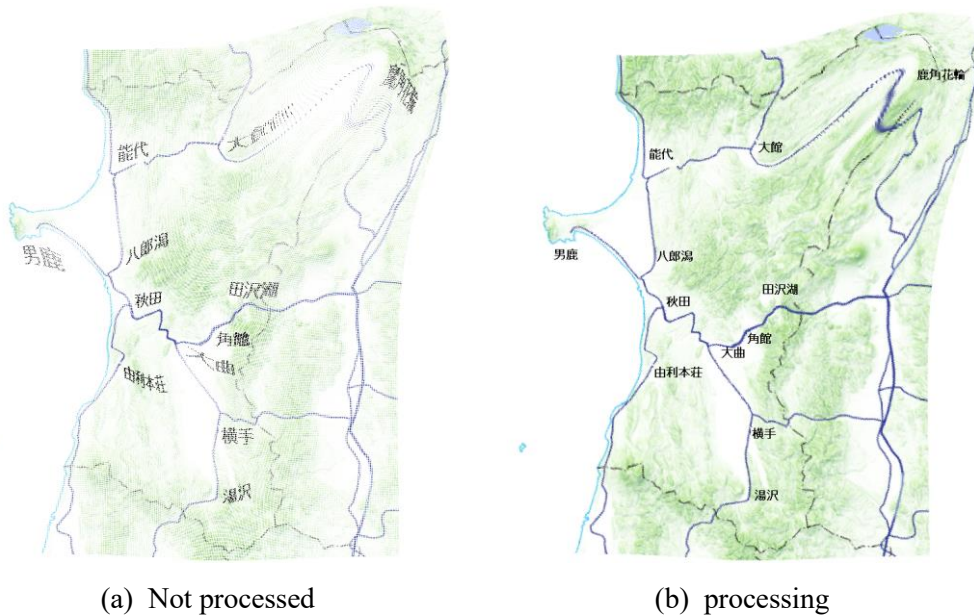 能代
八郎潟
男鹿
秋田
田沢湖
角館
由利本荘
横手
湯沢
(a) Not processed
鹿角花輪
能代
大館
男鹿
八郎潟
田沢湖
秋田
角館
大曲
由利本荘
横手
湯沢
(b) processing